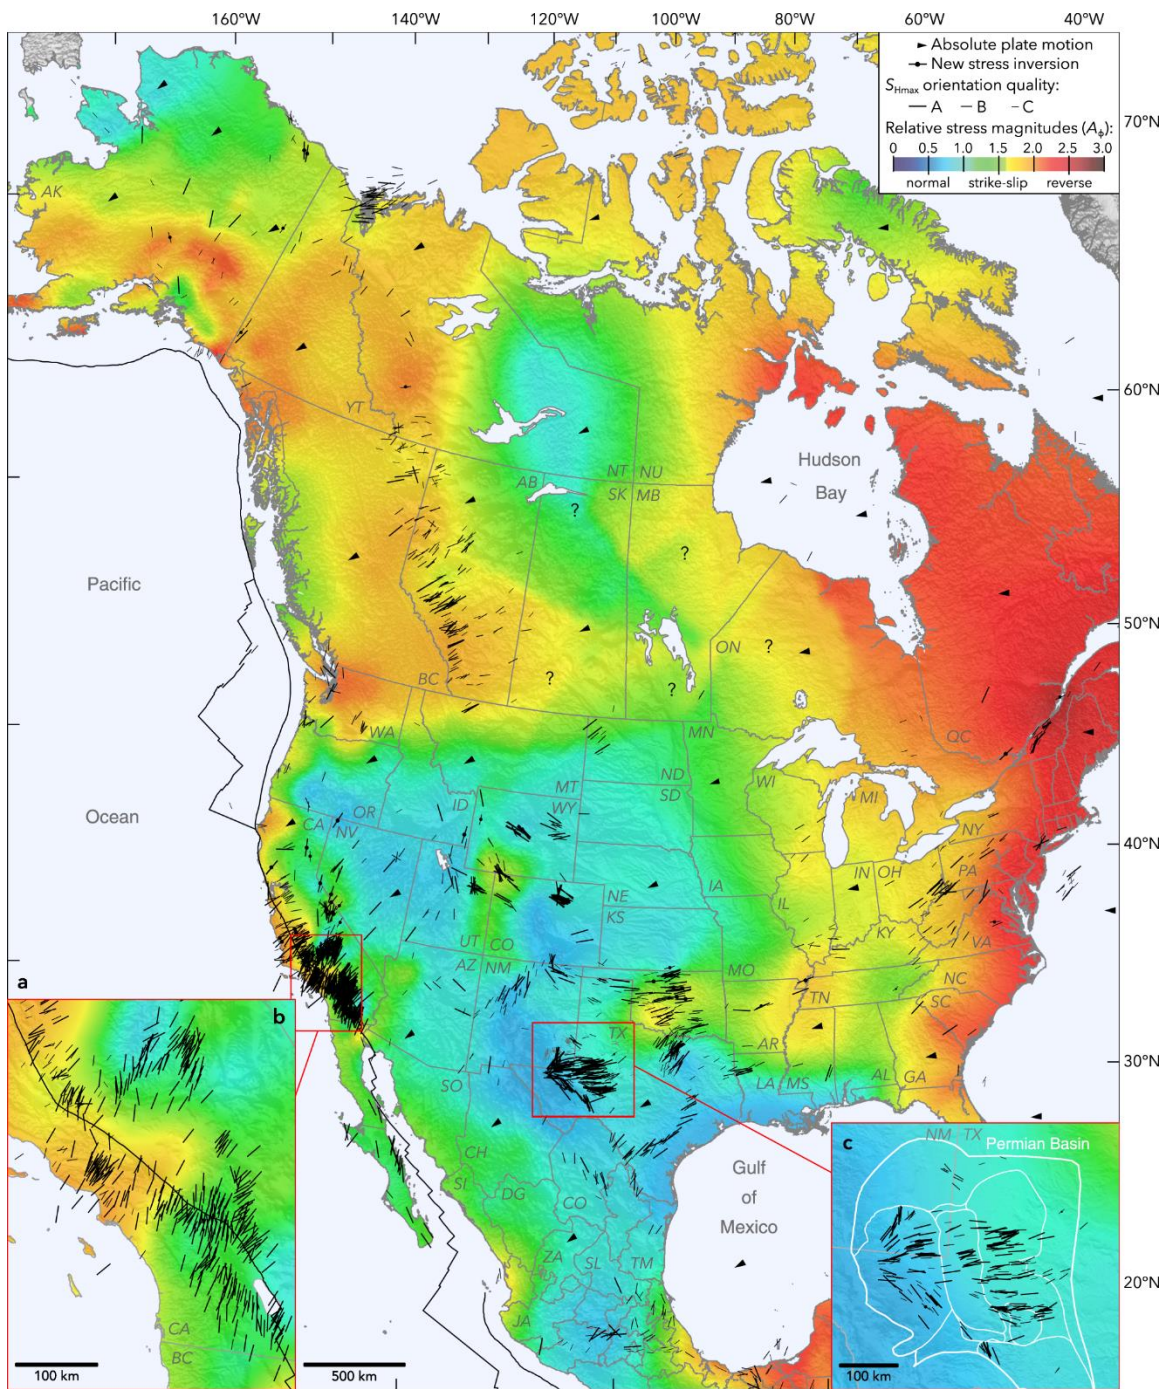 160°W 140°W 120°W 100°W 80°W 60°W 40°W
Absolute plate motion
New stress inversion
SHmax orientation quality:
A B C
Relative stress magnitudes (Aϕ):
0 0.5 1.0 1.5 2.0 2.5 3.0
normal strike-slip reverse
70°N
AK
60°N
YT
Hudson
Bay
AB NT NU
SK MB
?
?
Pacific
50°N
ON
?
?
?
BC
QC
WA
MN
MT ND
WI
ID WY SD
MI
OR
Ocean
CA NV
NY
40°N
IA
PA
NE
IN OH
IL
KS
KY
UT CO
VA
AZ NM
MO
NC
a
TN
SC
b
TX
AR
30°N
SO
LA MS AL GA
NM TX
c Permian Basin
CH
Gulf
SI
DG
of
CO
Mexico
ZA SL TM
20°N
JA
CA
BC
100 km
500 km
100 km